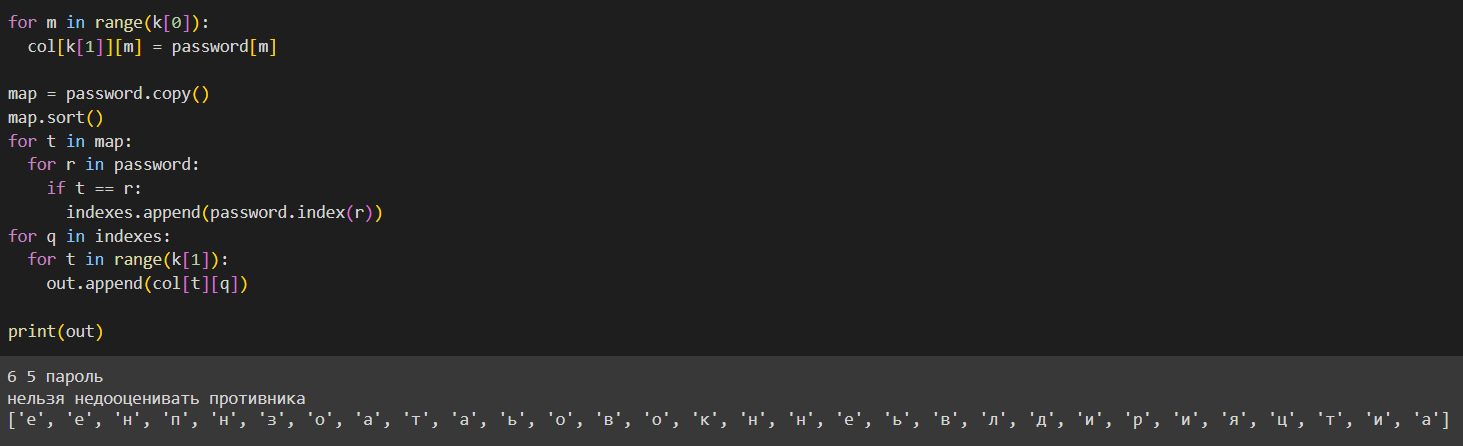 for m in range(k[0]):
  col[k[1]][m] = password[m]

map = password.copy()
map.sort()
for t in map:
  for r in password:
    if t == r:
      indexes.append(password.index(r))
for q in indexes:
  for t in range(k[1]):
    out.append(col[t][q])

print(out)
6 5 пароль
нельзя недооценивать противника
['е', 'е', 'н', 'п', 'н', 'з', 'о', 'а', 'т', 'а', 'ь', 'о', 'в', 'о', 'к', 'н', 'н', 'е', 'ь', 'в', 'л', 'д', 'и', 'р', 'и', 'я', 'ц', 'т', 'и', 'а']